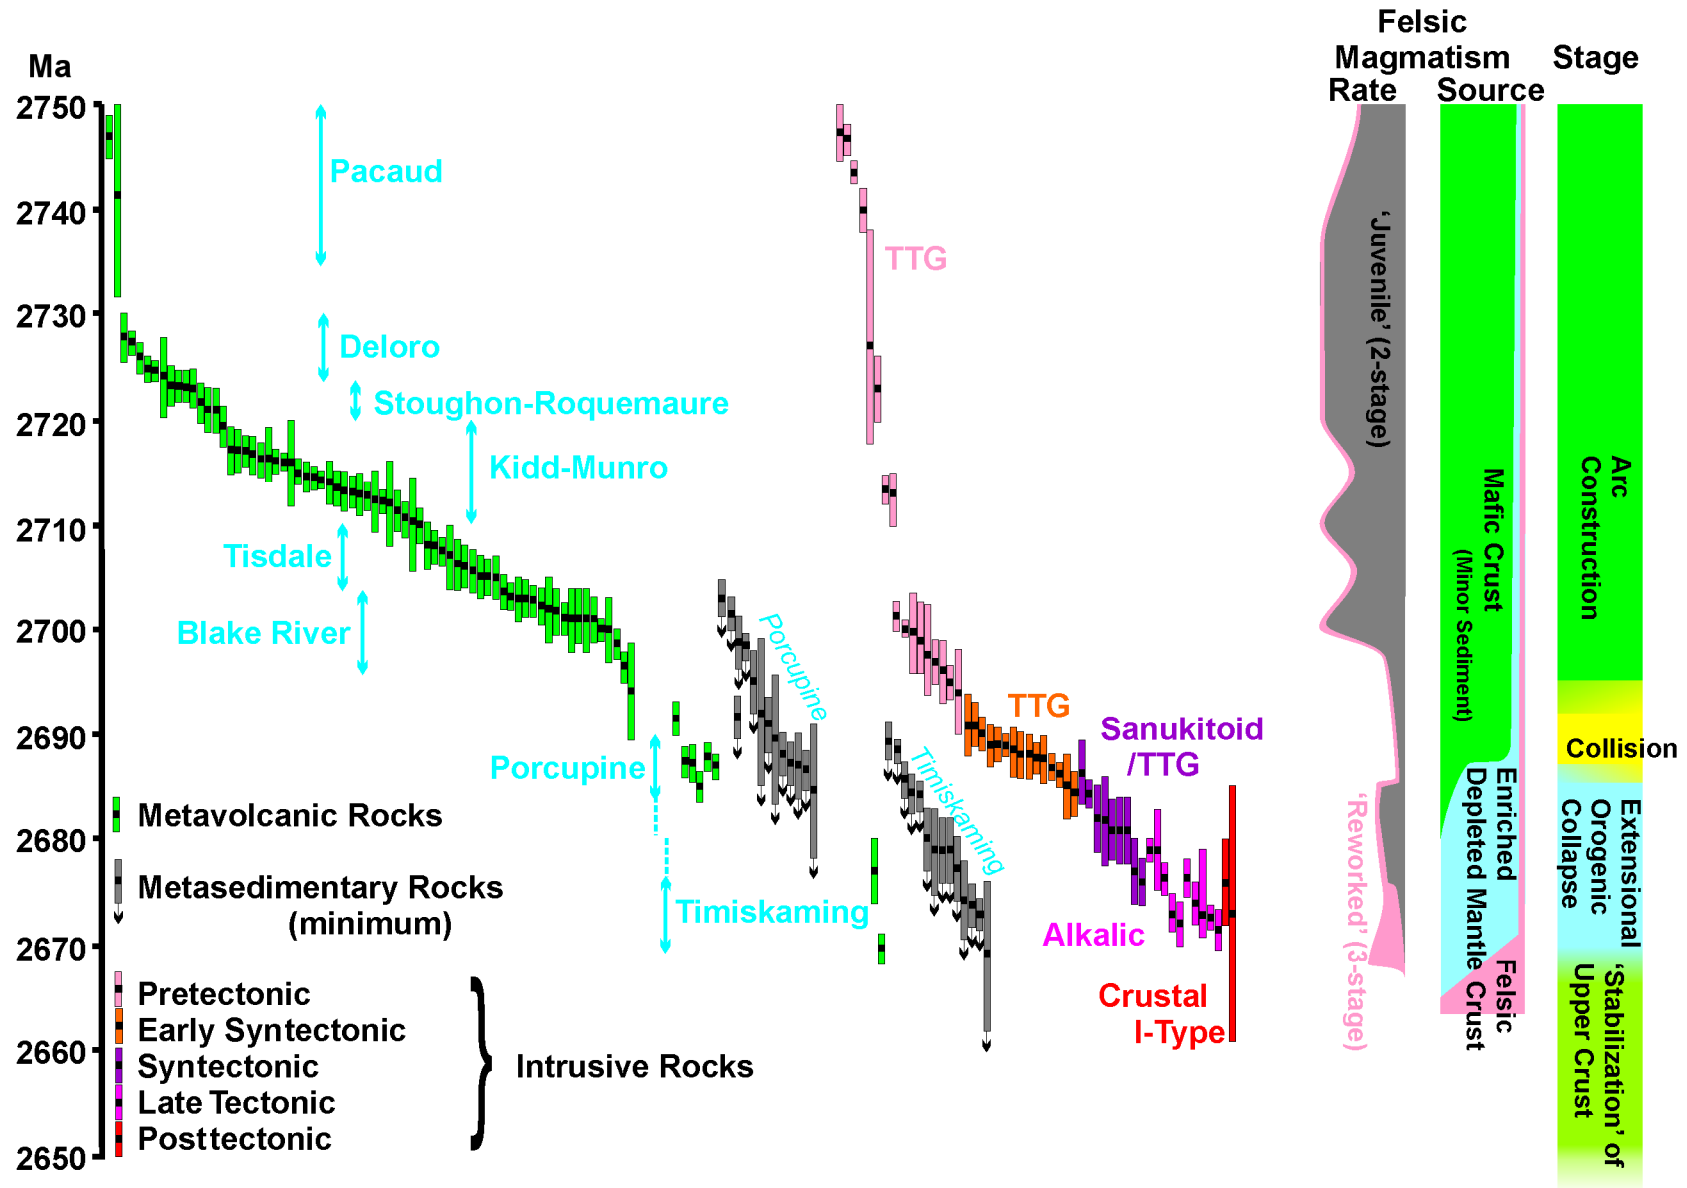 Felsic
Magmatism
Stage
Rate
Source
Ma
2750
2740
2730
2720
2710
2700
2690
2680
2670
2660
2650
Pacaud
Deloro
Stoughon-Roquemaure
Kidd-Munro
Tisdale
Blake River
Porcupine
Timiskaming
Porcupine
Timiskaming
TTG
TTG
Sanukitoid
/TTG
Alkalic
Crustal
I-Type
Metavolcanic Rocks
Metasedimentary Rocks
(minimum)
Pretectonic
Early Syntectonic
Syntectonic
Late Tectonic
Posttectonic
Intrusive Rocks
‘Juvenile’ (2-stage)
‘Reworked’ (3-stage)
Mafic Crust
(Minor Sediment)
Enriched
Depleted Mantle
Felsic
Crust
Arc
Construction
Collision
Extensional
Orogenic
Collapse
‘Stabilization’ of
Upper Crust